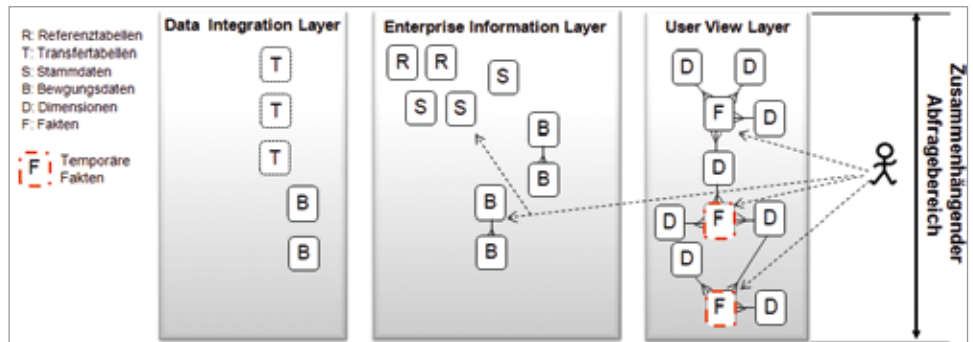 R: Referenztabellen
T: Transfertabellen
S: Stammdaten
B: Bewgungsdaten
D: Dimensionen
F: Fakten
F
Temporäre
Fakten
Data Integration Layer
T
T
T
B
B
Enterprise Information Layer
R R
S
S S
B
B
B
B
User View Layer
D D
F D
D
D F D
D
F D
Zusammenhängender
Abfragebereich